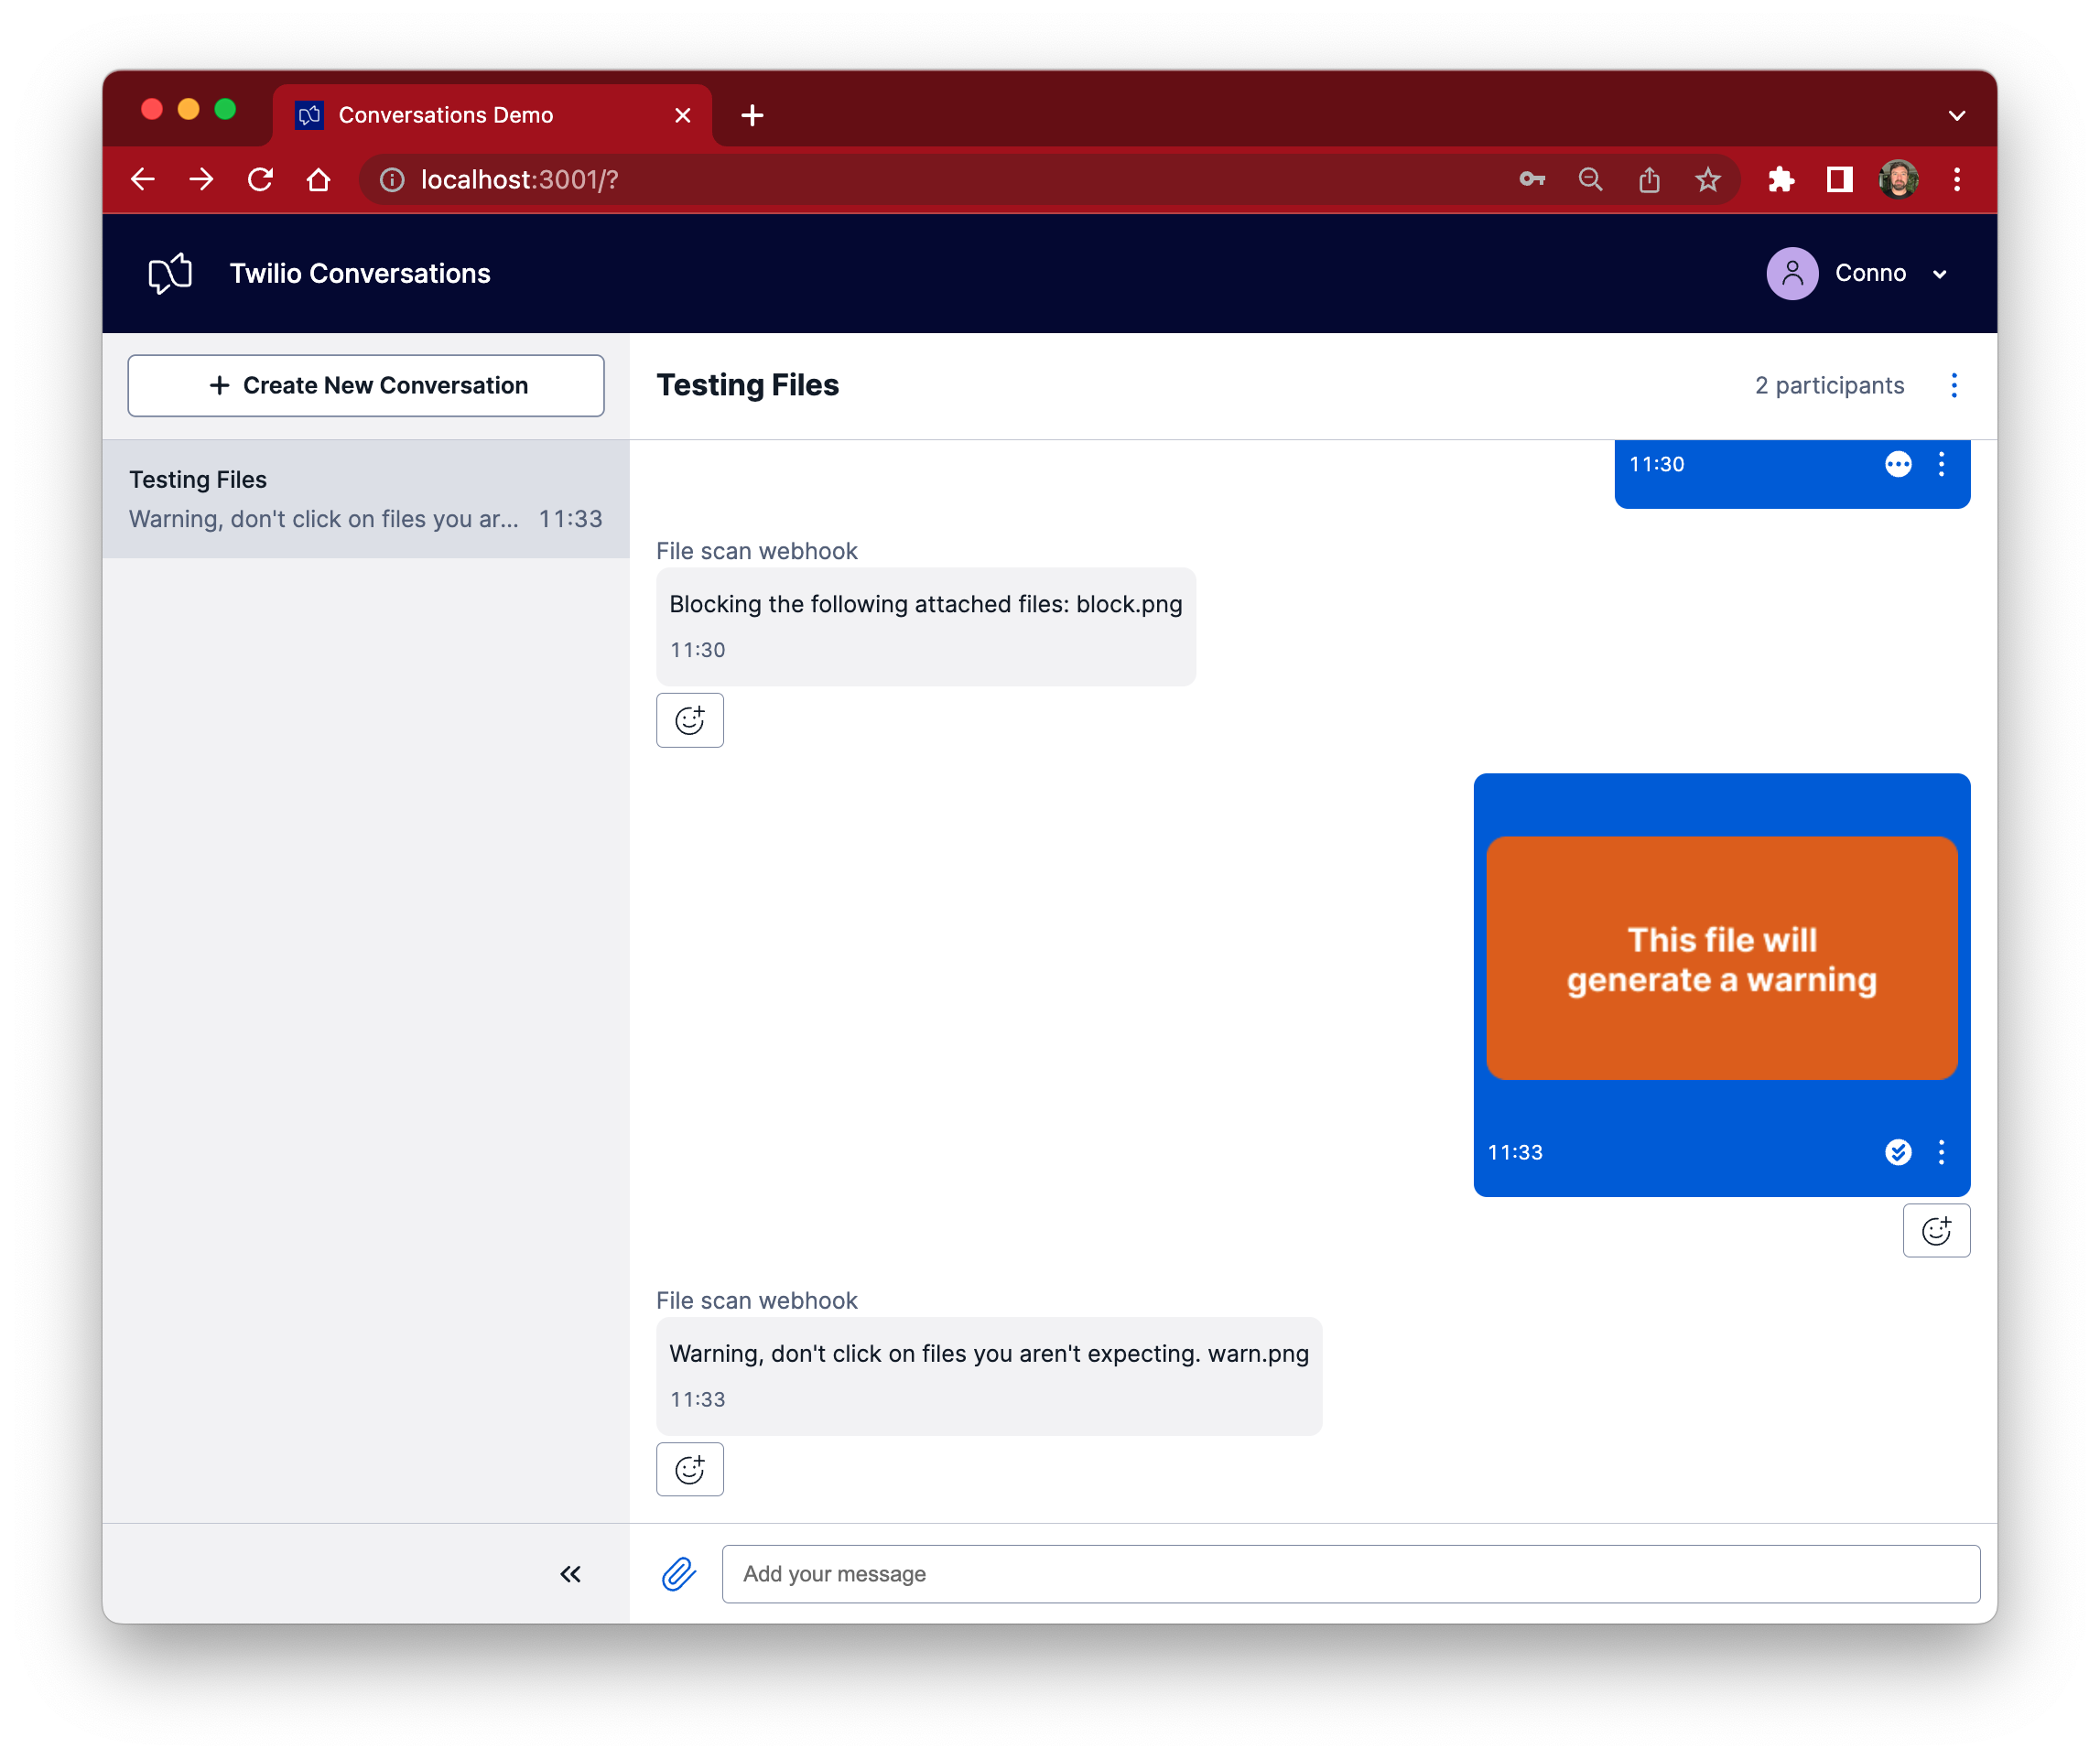 Conversations Demo
localhost:3001/?
Twilio Conversations
Conno
+ Create New Conversation
Testing Files
Warning, don't click on files you ar... 11:33
Testing Files
2 participants
11:30
File scan webhook
Blocking the following attached files: block.png
11:30
This file will
generate a warning
11:33
File scan webhook
Warning, don't click on files you aren't expecting. warn.png
11:33
Add your message